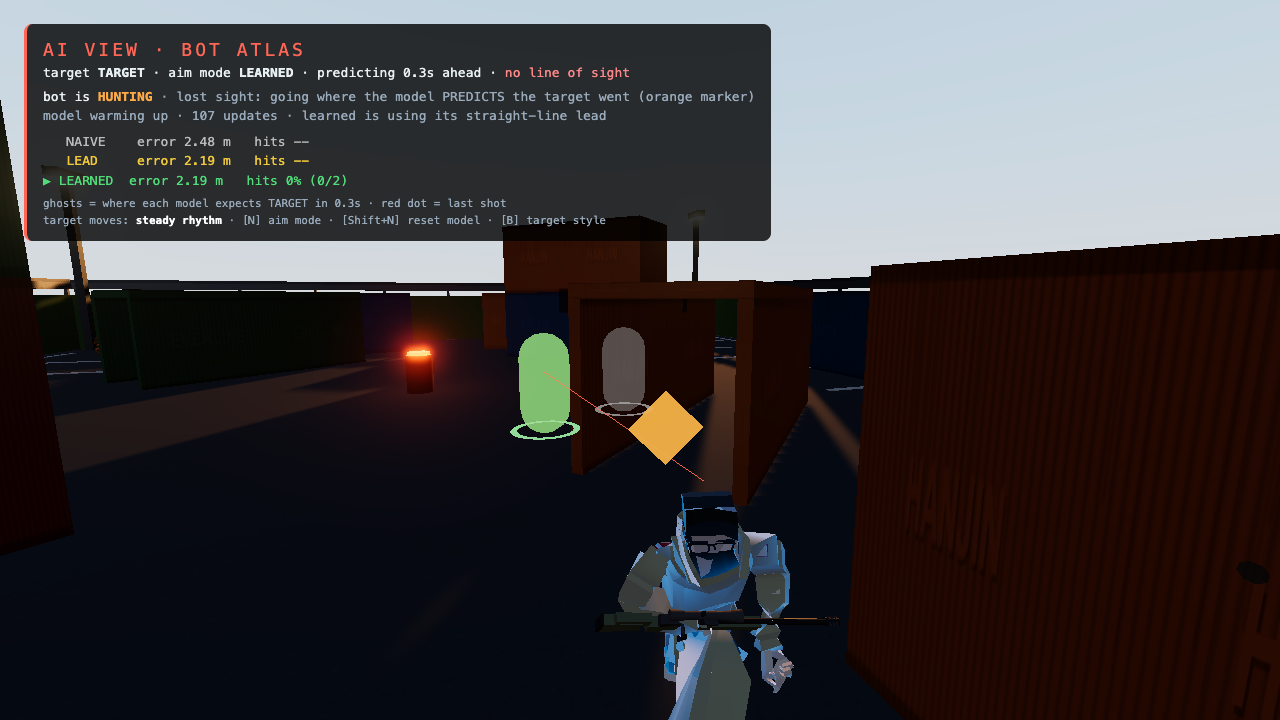 AI VIEW · BOT ATLAS
target TARGET · aim mode LEARNED · predicting 0.3s ahead · no line of sight
bot is HUNTING · lost sight: going where the model PREDICTS the target went (orange marker)
model warming up · 107 updates · learned is using its straight-line lead
NAIVE error 2.48 m hits ——
LEAD error 2.19 m hits ——
▶ LEARNED error 2.19 m hits 0% (0/2)
ghosts = where each model expects TARGET in 0.3s · red dot = last shot
target moves: steady rhythm · [N] aim mode · [Shift+N] reset model · [B] target style
HANJIN